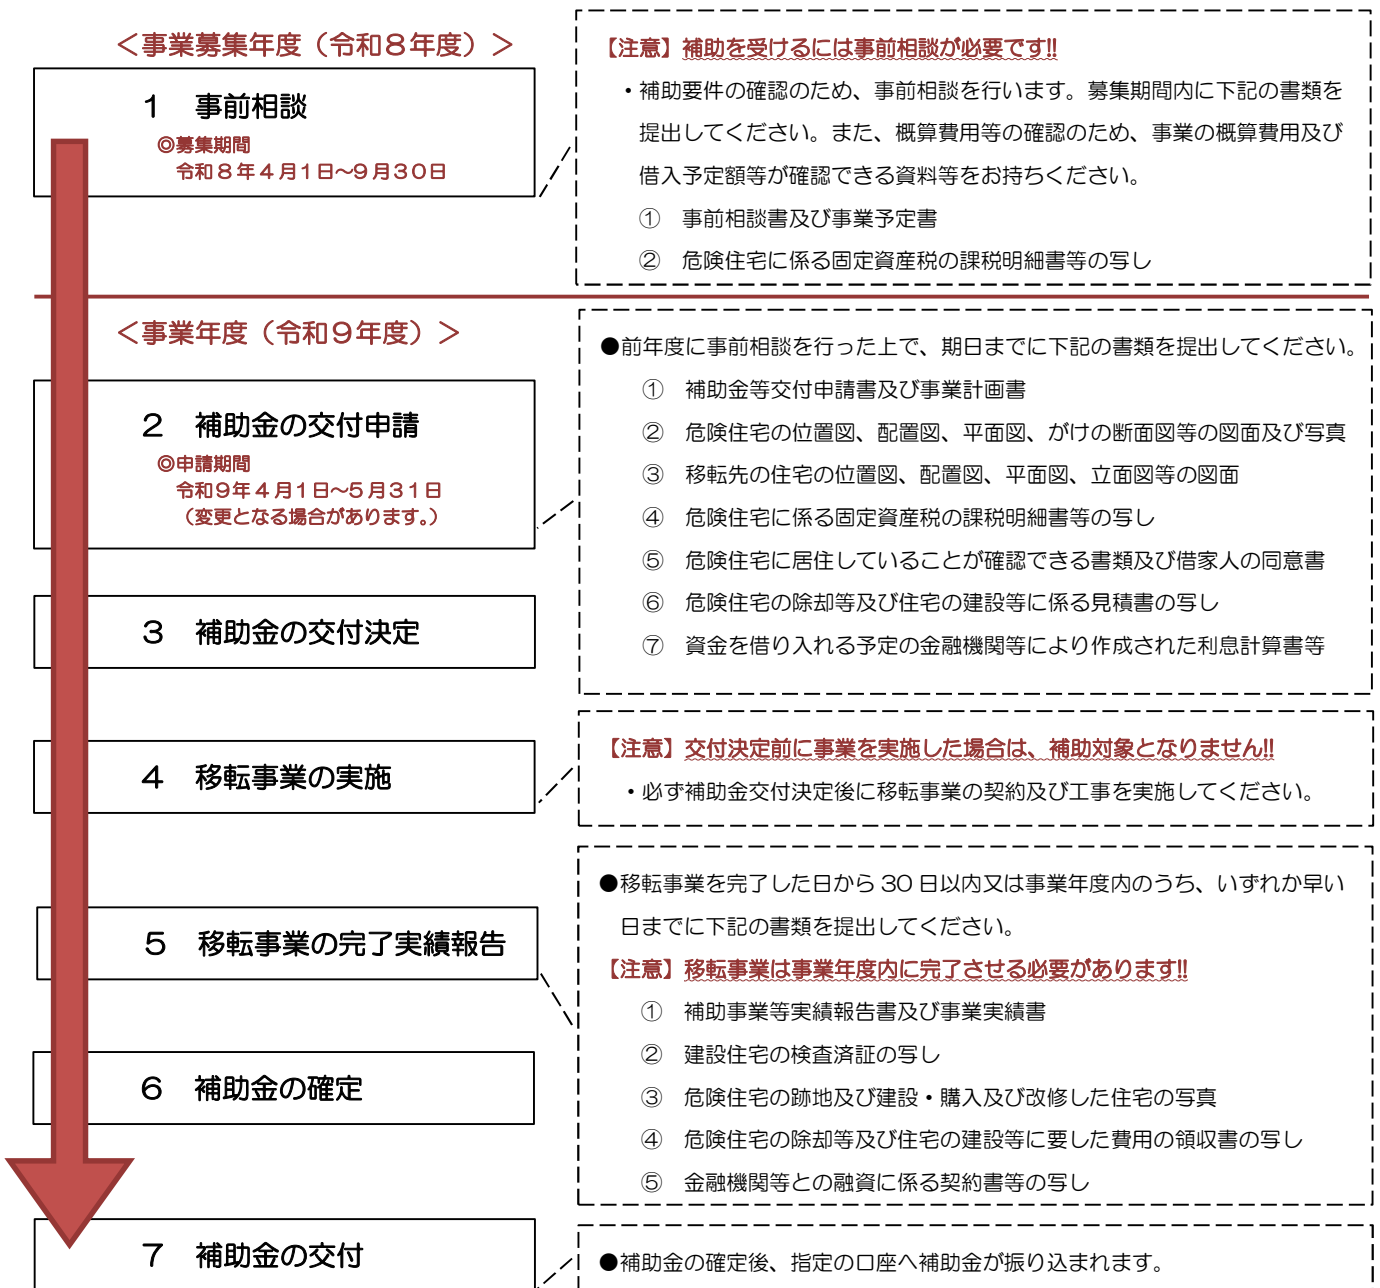 ＜事業募集年度（令和８年度）＞
１　事前相談
◎募集期間
令和８年４月１日～９月３０日
【注意】補助を受けるには事前相談が必要です!!
・補助要件の確認のため、事前相談を行います。募集期間内に下記の書類を
提出してください。また、概算費用等の確認のため、事業の概算費用及び
借入予定額等が確認できる資料等をお持ちください。
①　事前相談書及び事業予定書
②　危険住宅に係る固定資産税の課税明細書等の写し
＜事業年度（令和９年度）＞
２　補助金の交付申請
◎申請期間
令和９年４月１日～５月３１日
（変更となる場合があります。）
●前年度に事前相談を行った上で、期日までに下記の書類を提出してください。
①　補助金等交付申請書及び事業計画書
②　危険住宅の位置図、配置図、平面図、がけの断面図等の図面及び写真
③　移転先の住宅の位置図、配置図、平面図、立面図等の図面
④　危険住宅に係る固定資産税の課税明細書等の写し
⑤　危険住宅に居住していることが確認できる書類及び借家人の同意書
⑥　危険住宅の除却等及び住宅の建設等に係る見積書の写し
⑦　資金を借り入れる予定の金融機関等により作成された利息計算書等
３　補助金の交付決定
４　移転事業の実施
【注意】交付決定前に事業を実施した場合は、補助対象となりません!!
・必ず補助金交付決定後に移転事業の契約及び工事を実施してください。
５　移転事業の完了実績報告
●移転事業を完了した日から 30 日以内又は事業年度内のうち、いずれか早い
日までに下記の書類を提出してください。
【注意】移転事業は事業年度内に完了させる必要があります!!
①　補助事業等実績報告書及び事業実績書
②　建設住宅の検査済証の写し
③　危険住宅の跡地及び建設・購入及び改修した住宅の写真
④　危険住宅の除却等及び住宅の建設等に要した費用の領収書の写し
⑤　金融機関等との融資に係る契約書等の写し
６　補助金の確定
７　補助金の交付
●補助金の確定後、指定の口座へ補助金が振り込まれます。